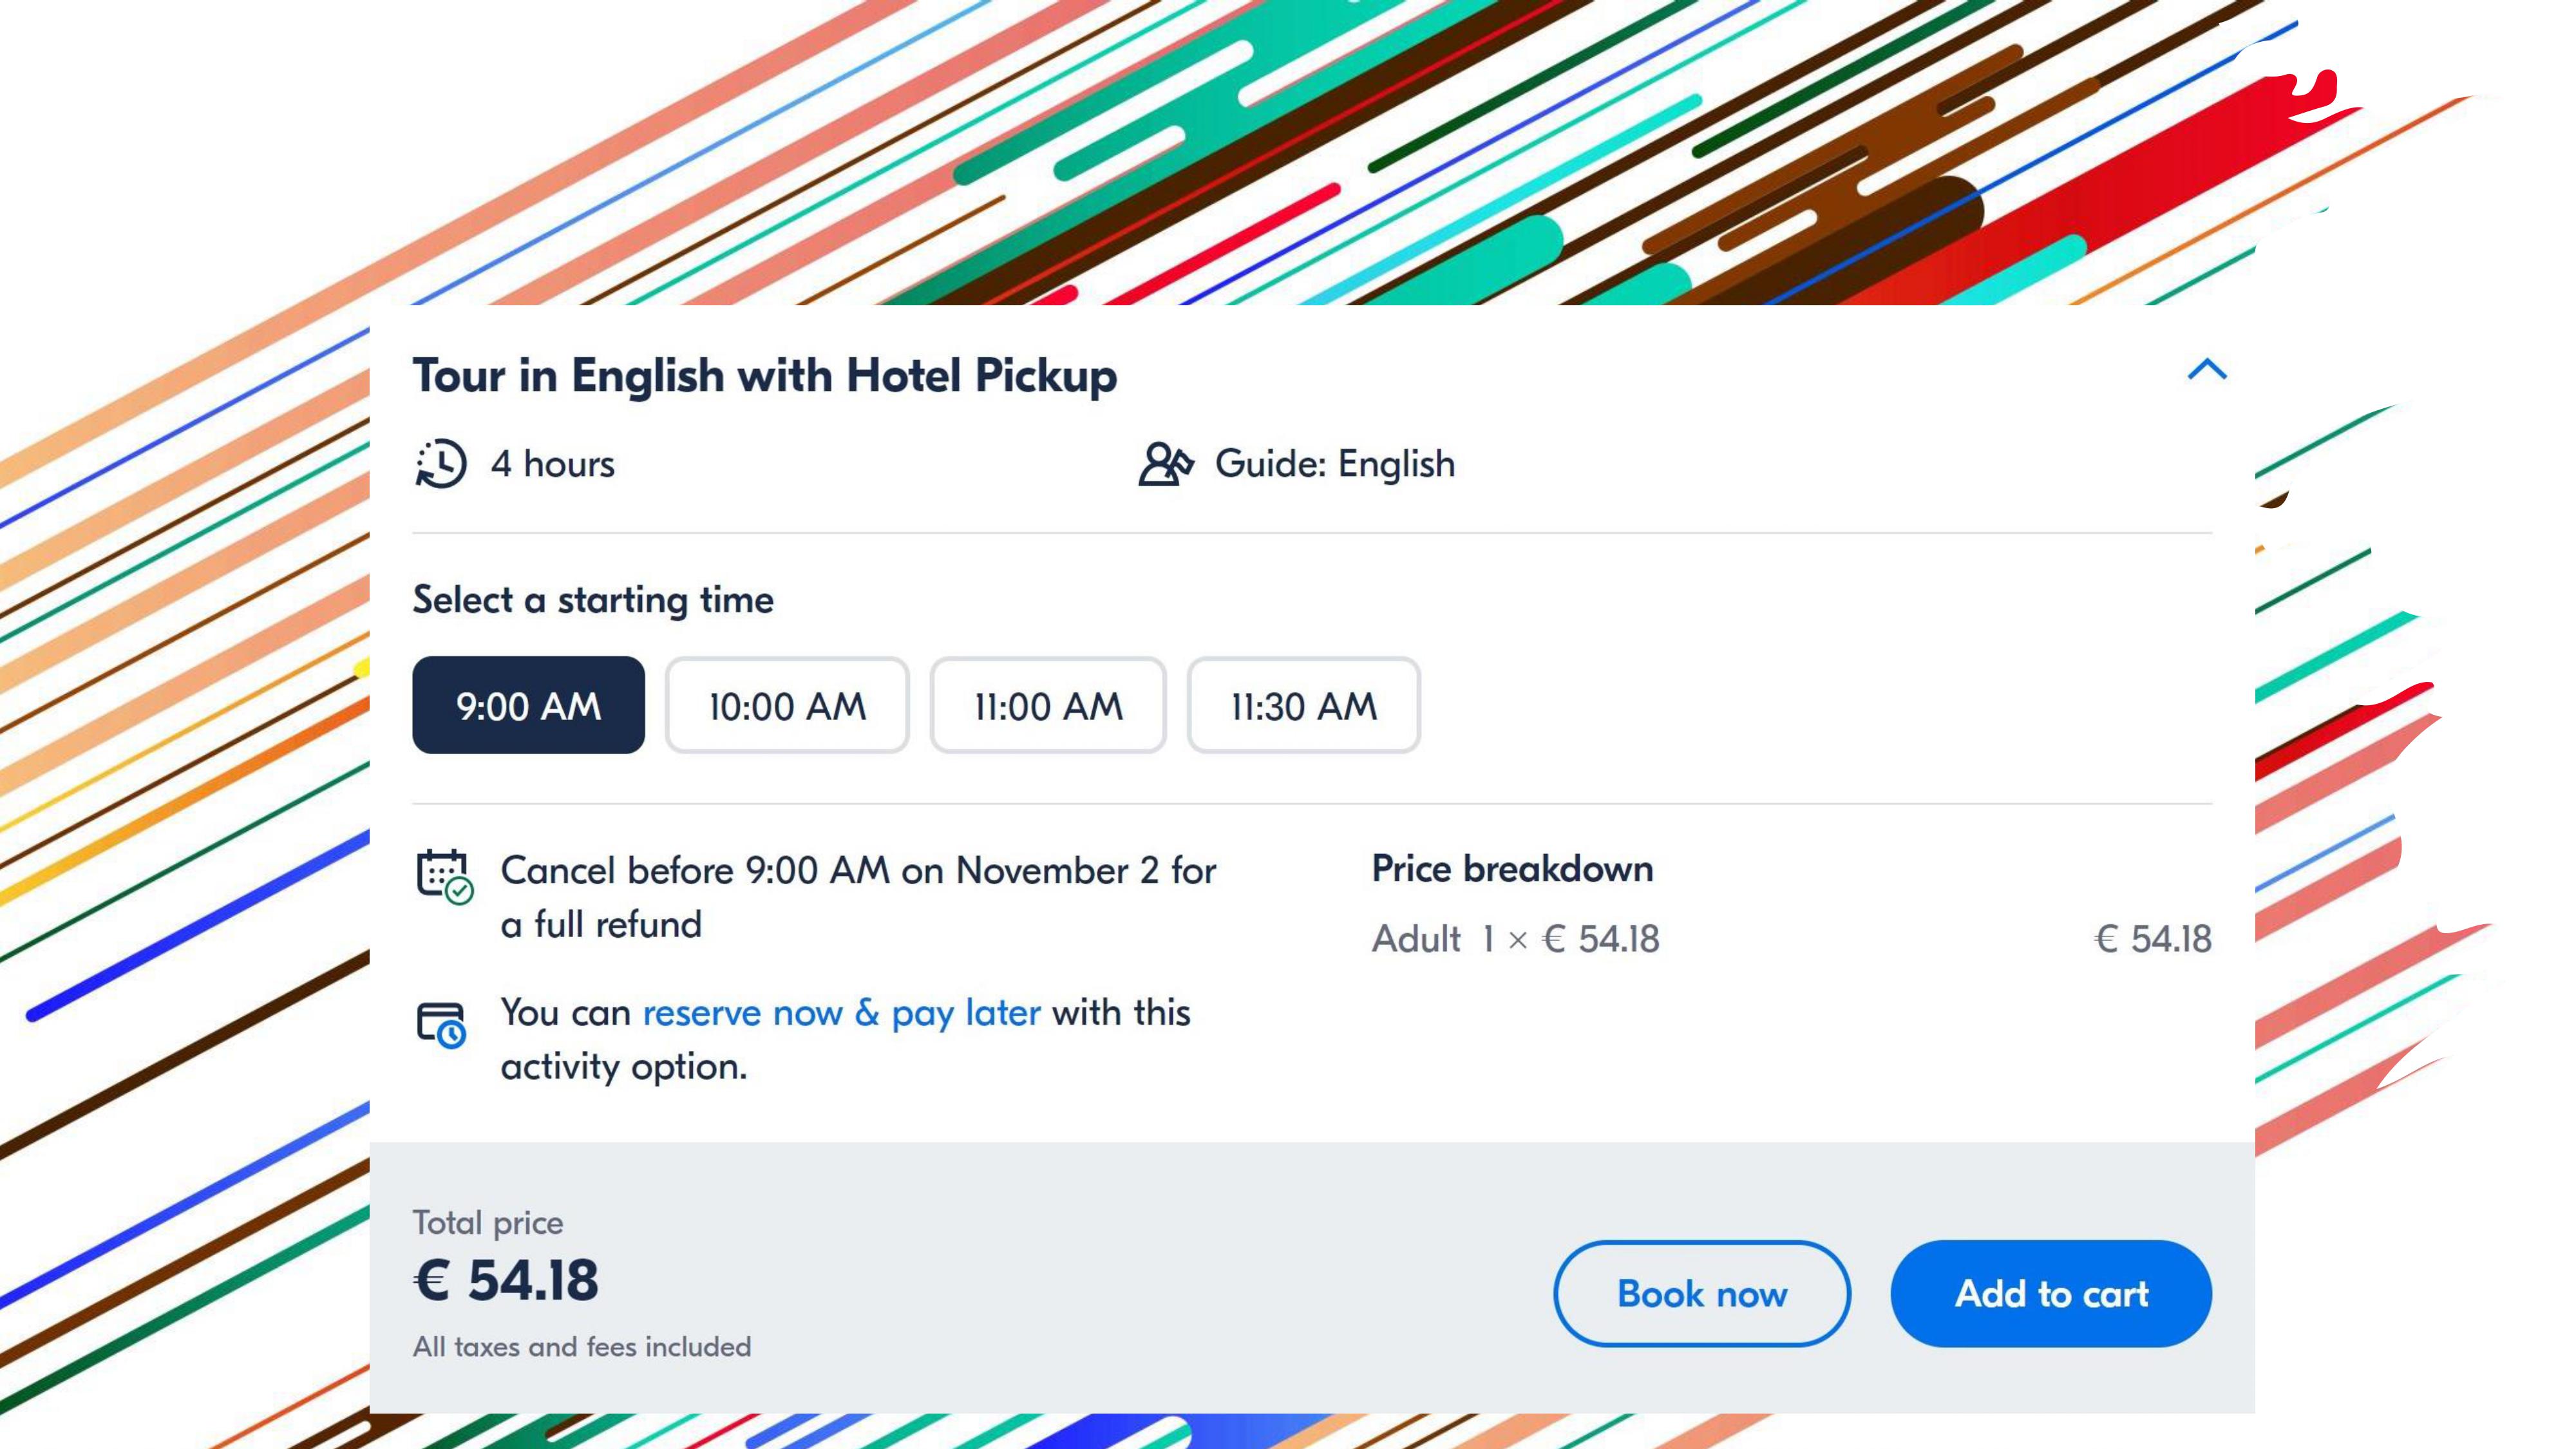 Tour in English with Hotel Pickup
4 hours
Guide: English
Select a starting time
9:00 AM
10:00 AM
11:00 AM
11:30 AM
Cancel before 9:00 AM on November 2 for
a full refund
You can reserve now & pay later with this
activity option.
Price breakdown
Adult 1 × € 54.18
€ 54.18
Total price
€ 54.18
All taxes and fees included
Book now
Add to cart